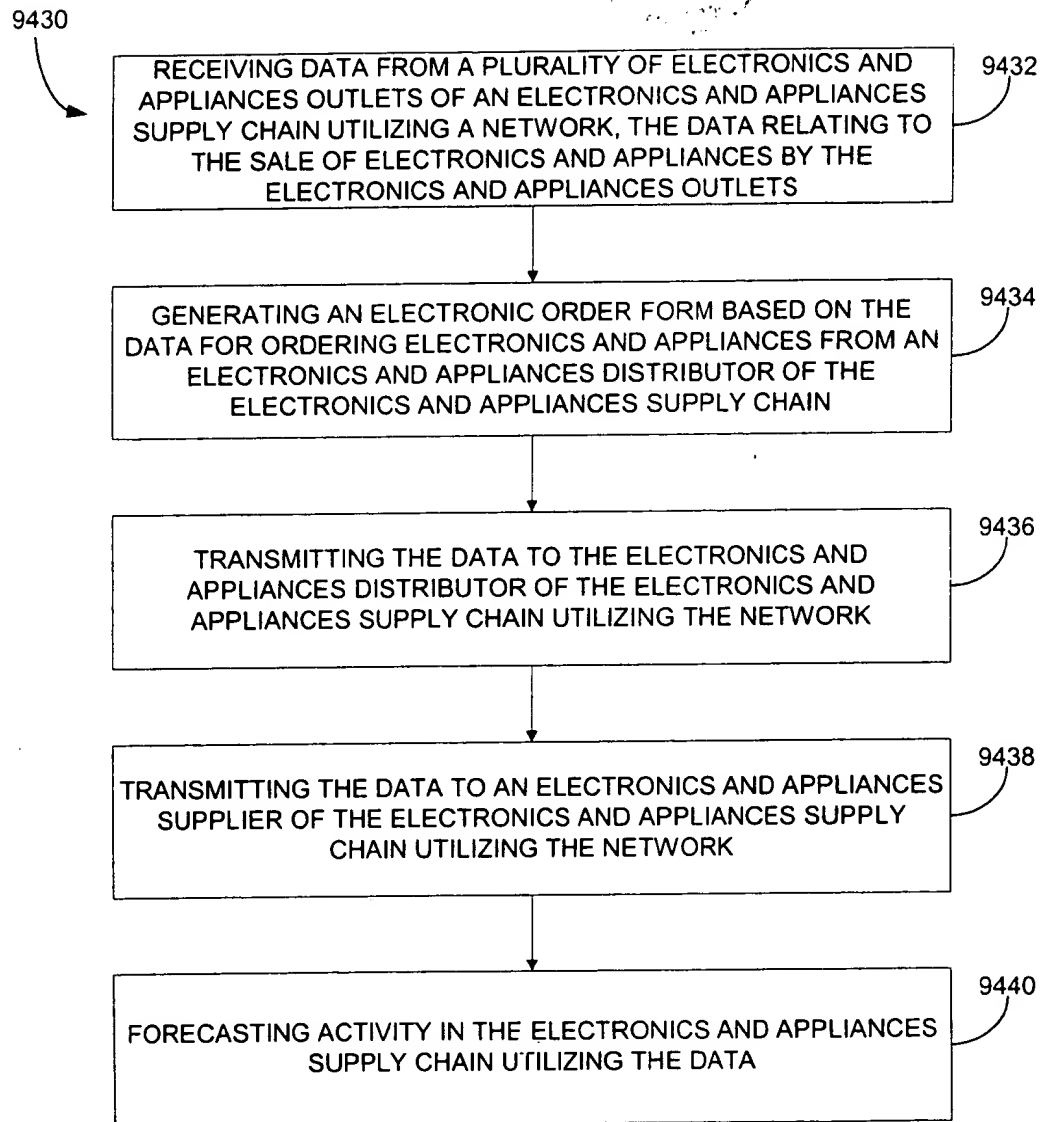 9430
RECEIVING DATA FROM A PLURALITY OF ELECTRONICS AND
APPLIANCES OUTLETS OF AN ELECTRONICS AND APPLIANCES
SUPPLY CHAIN UTILIZING A NETWORK, THE DATA RELATING TO
THE SALE OF ELECTRONICS AND APPLIANCES BY THE
ELECTRONICS AND APPLIANCES OUTLETS
9432
GENERATING AN ELECTRONIC ORDER FORM BASED ON THE
DATA FOR ORDERING ELECTRONICS AND APPLIANCES FROM AN
ELECTRONICS AND APPLIANCES DISTRIBUTOR OF THE
ELECTRONICS AND APPLIANCES SUPPLY CHAIN
9434
TRANSMITTING THE DATA TO THE ELECTRONICS AND
APPLIANCES DISTRIBUTOR OF THE ELECTRONICS AND
APPLIANCES SUPPLY CHAIN UTILIZING THE NETWORK
9436
TRANSMITTING THE DATA TO AN ELECTRONICS AND APPLIANCES
SUPPLIER OF THE ELECTRONICS AND APPLIANCES SUPPLY
CHAIN UTILIZING THE NETWORK
9438
FORECASTING ACTIVITY IN THE ELECTRONICS AND APPLIANCES
SUPPLY CHAIN UTILIZING THE DATA
9440